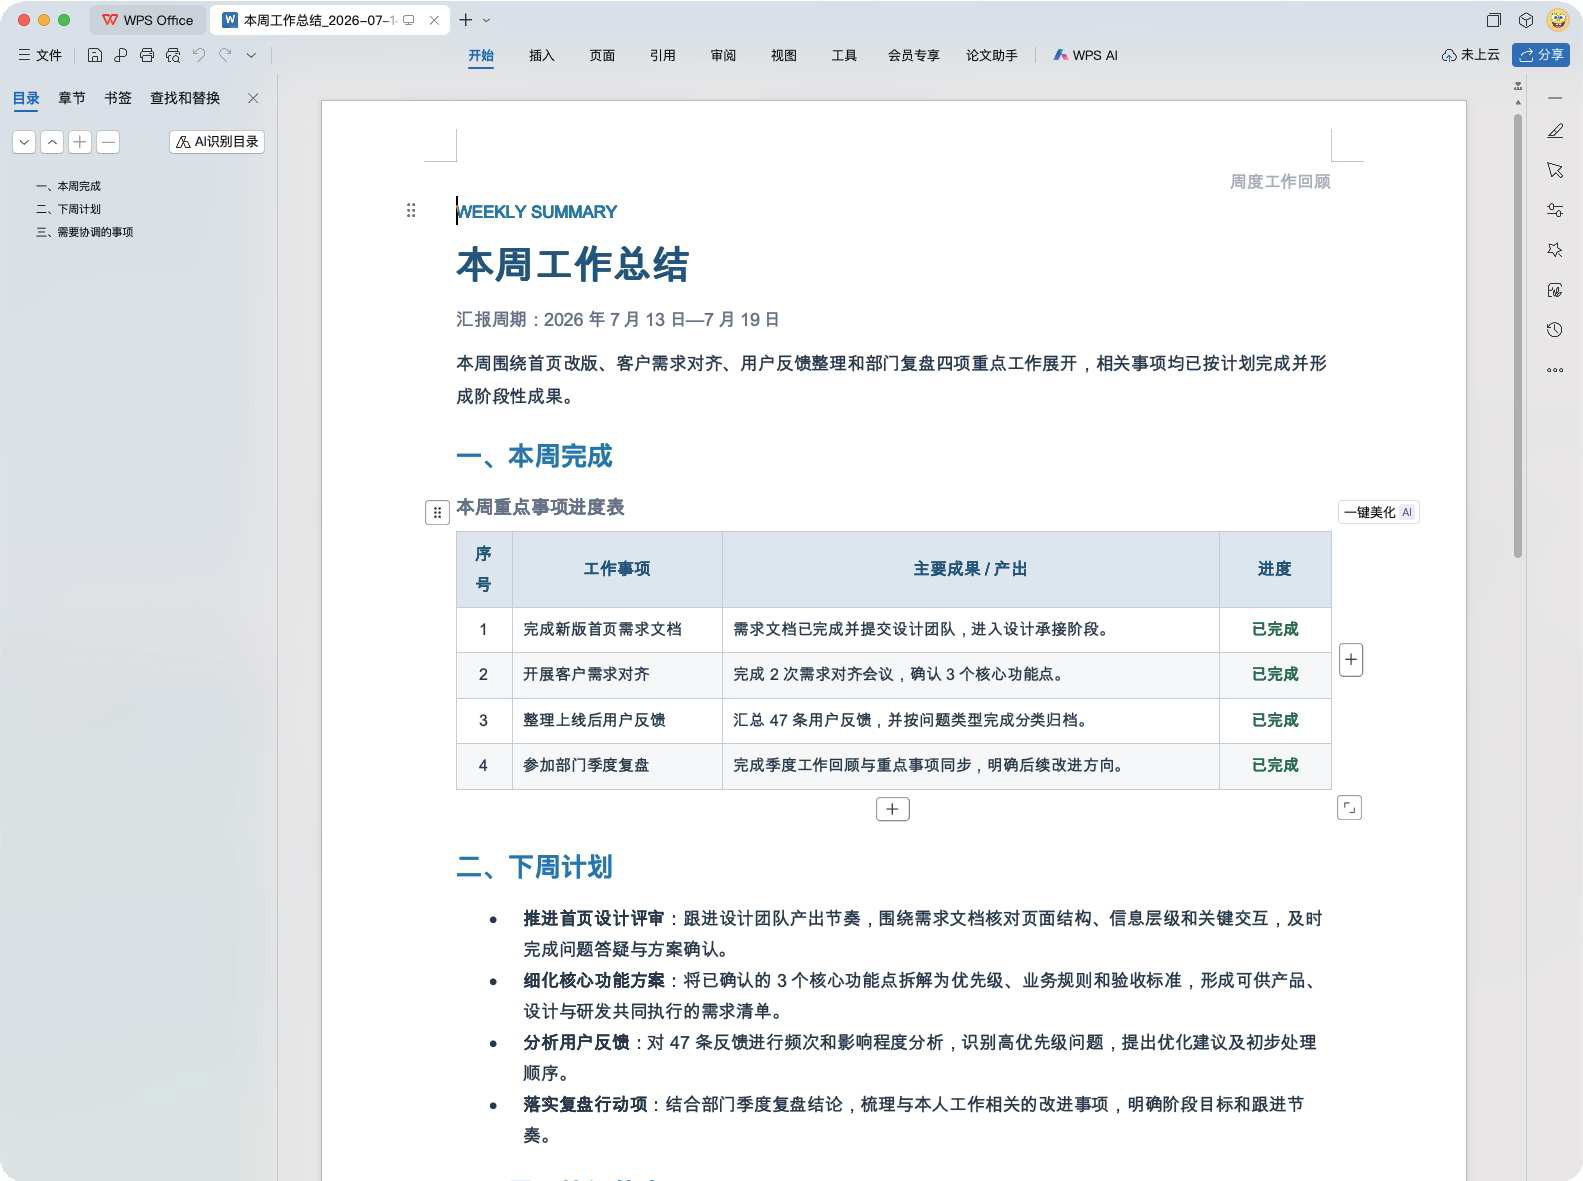 WPS Office
本周工作总结_2026-07-1
文件
开始
插入
页面
引用
审阅
视图
工具
会员专享
论文助手
WPS AI
未上云
分享
目录
章节
书签
查找和替换
AI识别目录
一、本周完成
二、下周计划
三、需要协调的事项
周度工作回顾
WEEKLY SUMMARY
本周工作总结
汇报周期：2026 年 7 月 13 日—7 月 19 日
本周围绕首页改版、客户需求对齐、用户反馈整理和部门复盘四项重点工作展开，相关事项均已按计划完成并形
成阶段性成果。
一、本周完成
本周重点事项进度表
一键美化 AI
序号 工作事项 主要成果 / 产出 进度
1 完成新版首页需求文档 需求文档已完成并提交设计团队，进入设计承接阶段。 已完成
2 开展客户需求对齐 完成 2 次需求对齐会议，确认 3 个核心功能点。 已完成
3 整理上线后用户反馈 汇总 47 条用户反馈，并按问题类型完成分类归档。 已完成
4 参加部门季度复盘 完成季度工作回顾与重点事项同步，明确后续改进方向。 已完成
二、下周计划
• 推进首页设计评审：跟进设计团队产出节奏，围绕需求文档核对页面结构、信息层级和关键交互，及时
完成问题答疑与方案确认。
• 细化核心功能方案：将已确认的 3 个核心功能点拆解为优先级、业务规则和验收标准，形成可供产品、
设计与研发共同执行的需求清单。
• 分析用户反馈：对 47 条反馈进行频次和影响程度分析，识别高优先级问题，提出优化建议及初步处理
顺序。
• 落实复盘行动项：结合部门季度复盘结论，梳理与本人工作相关的改进事项，明确阶段目标和跟进节
奏。